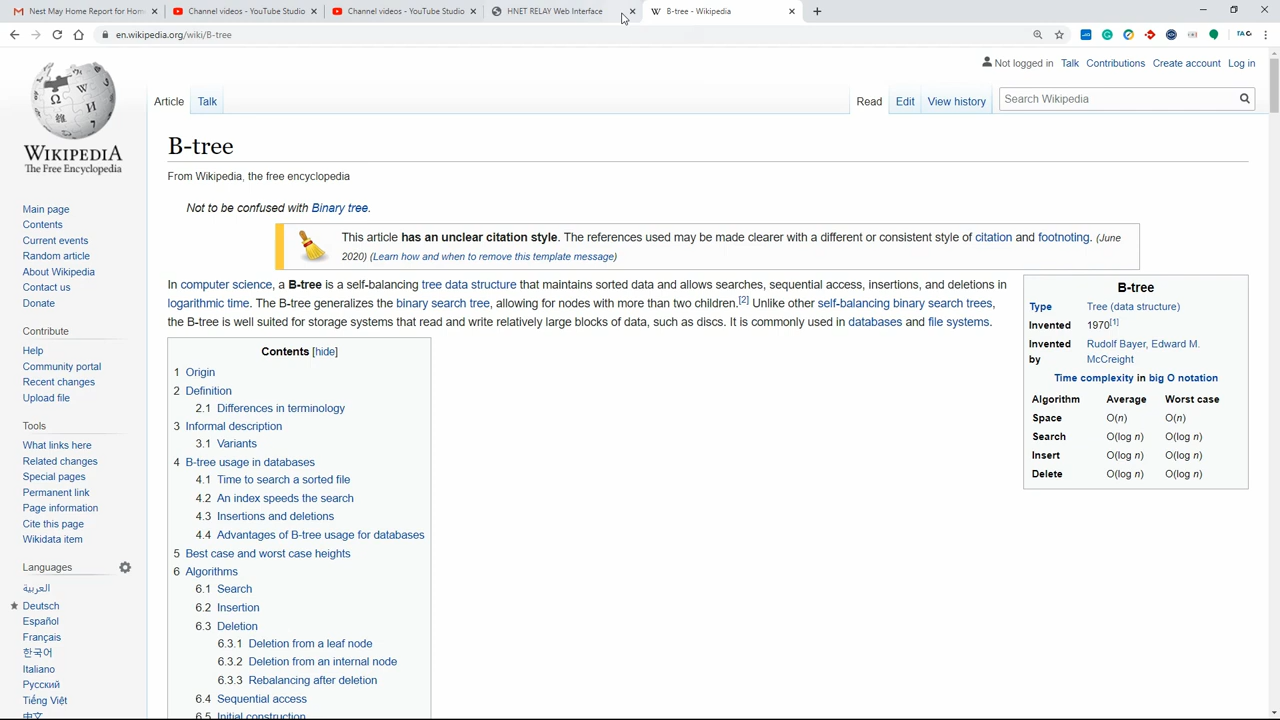 Nest May Home Report for Hom
Channel videos - YouTube Studio
Channel videos - YouTube Studio
HNET RELAY Web Interface
B-tree - Wikipedia
en.wikipedia.org/wiki/B-tree
Not logged in Talk Contributions Create account Log in
Article Talk Read Edit View history Search Wikipedia
WIKIPEDIA
The Free Encyclopedia
Main page
Contents
Current events
Random article
About Wikipedia
Contact us
Donate
Contribute
Help
Community portal
Recent changes
Upload file
Tools
What links here
Related changes
Special pages
Permanent link
Page information
Cite this page
Wikidata item
Languages
العربية
Deutsch
Español
Français
한국어
Italiano
Русский
Tiếng Việt
中文
B-tree
From Wikipedia, the free encyclopedia
Not to be confused with Binary tree.
This article has an unclear citation style. The references used may be made clearer with a different or consistent style of citation and footnoting. (June
2020) (Learn how and when to remove this template message)
In computer science, a B-tree is a self-balancing tree data structure that maintains sorted data and allows searches, sequential access, insertions, and deletions in
logarithmic time. The B-tree generalizes the binary search tree, allowing for nodes with more than two children.[2] Unlike other self-balancing binary search trees,
the B-tree is well suited for storage systems that read and write relatively large blocks of data, such as discs. It is commonly used in databases and file systems.
Contents [hide]
1 Origin
2 Definition
2.1 Differences in terminology
3 Informal description
3.1 Variants
4 B-tree usage in databases
4.1 Time to search a sorted file
4.2 An index speeds the search
4.3 Insertions and deletions
4.4 Advantages of B-tree usage for databases
5 Best case and worst case heights
6 Algorithms
6.1 Search
6.2 Insertion
6.3 Deletion
6.3.1 Deletion from a leaf node
6.3.2 Deletion from an internal node
6.3.3 Rebalancing after deletion
6.4 Sequential access
6.5 Initial construction
B-tree
Type Tree (data structure)
Invented 1970[1]
Invented Rudolf Bayer, Edward M.
by McCreight
Time complexity in big O notation
Algorithm Average Worst case
Space O(n) O(n)
Search O(log n) O(log n)
Insert O(log n) O(log n)
Delete O(log n) O(log n)